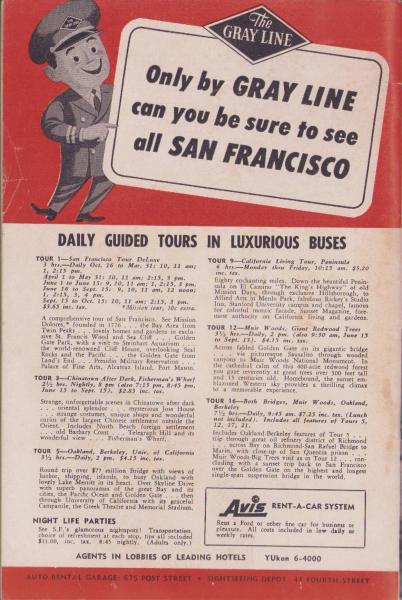 The
GRAY LINE
Only by GRAY LINE
can you be sure to see
all SAN FRANCISCO
DAILY GUIDED TOURS IN LUXURIOUS BUSES
TOUR 1—San Francisco Tour DeLuxe
3 hrs.—Daily Oct. 16 to Mar. 31: 10, 11 am;
1, 2:15 pm.
April 1 to May 31: 10, 11 am; 1, 2:15, 3 pm.
June 1 to June 15: 9, 10, 11 am; 1, 2:15, 3 pm.
June 16 to Sept. 15: 9, 10, 11 am, 12 noon;
1, 2:15, 3, 4 pm.
Sept. 15 to Oct. 15: 10, 11 am; 2:15, 3 pm.
$3.65 inc. tax. *Mission tour, 50c extra.
A comprehensive tour of San Francisco. See Mission
Dolores,* founded in 1776 . . . the Bay Area from
Twin Peaks . . . lovely homes and gardens in exclu-
sive St. Francis Wood and Sea Cliff . . . Golden
Gate Park, with a visit to Steinhart Aquarium . . .
the world renowned Cliff House, overlooking Seal
Rocks and the Pacific . . . the Golden Gate from
Land's End . . . Presidio Military Reservation . . .
Palace of Fine Arts, Alcatraz Island, Port Mason.
TOUR 3—Chinatown After Dark, Fisherman's Wharf
2½ hrs. Nightly, 8 pm (also 7:15 pm, 8:45 pm,
June 15 to Sept. 15). $2.85 inc. tax.
Strange, unforgettable scenes in Chinatown after dark
. . . oriental splendor . . . mysterious Joss House
. . . strange costumes, unique shops and wonderful
curios of the largest Chinese settlement outside the
Orient. Includes North Beach foreign settlement
. . . old Barbary Coast . . . Telegraph Hill and its
wonderful view . . . Fisherman's Wharf.
TOUR 5—Oakland, Berkeley, Univ. of California
3½ hrs.—Daily, 2 pm. $4.15 inc. tax.
Round trip over $77 million Bridge with views of
harbor, shipping, islands, to busy Oakland with
lovely Lake Merritt in its heart. Over Skyline Drive
with superb panoramas of the great Bay and its
cities, the Pacific Ocean and Golden Gate . . . then
through University of California with its graceful
Campanile, the Greek Theatre and Memorial Stadium.
NIGHT LIFE PARTIES
See S.F.'s glamorous nightspots! Transportation,
choice of refreshment at each stop, tips all included
$11.00, inc. tax. 8:45 nightly. (Adults only.)
TOUR 9—California Living Tour, Peninsula
6 hrs.—Monday thru Friday, 10:15 am. $5.20
inc. tax.
Eighty enchanting miles. Down the beautiful Penin-
sula on El Camino "The King's Highway" of old
Mission Days, through exclusive Hillsborough, to
Allied Arts in Menlo Park, fabulous Rickey's Studio
Inn, Stanford University campus and chapel, famous
for colorful mosaic facade, Sunset Magazine, fore-
most authority on California living and gardens.
TOUR 12—Muir Woods, Giant Redwood Trees
3½ hrs.—Daily, 2 pm. (also 9:30 am, June 15
to Sept. 15). $4.15 inc. tax.
Across fabled Golden Gate on its gigantic bridge
. . . via picturesque Sausalito through wooded
canyons to Muir Woods National Monument. In
the cathedral calm of this 400-acre redwood forest
you gaze reverently at great trees over 300 feet tall
and 15 centuries old. Homebound, the sunset em-
blazoned Western sky provides a thrilling climax
to a memorable experience.
TOUR 16—Both Bridges, Muir Woods, Oakland,
Berkeley
7½ hrs.—Daily, 9:45 am. $7.25 inc. tax. (Lunch
not included). Includes all features of Tours 5,
12, 17, 21.
Includes Oakland-Berkeley features of Tour 5 . . .
trip through great oil refinery district of Richmond
. . . across Bay on Richmond-San Rafael Bridge to
Marin, with close-up of San Quentin prison . . .
Muir Woods-Big Trees visit as in Tour 12 . . . con-
cluding with a sunset trip back to San Francisco
over the Golden Gate on the highest and longest
single-span suspension bridge in the world.
Avis RENT-A-CAR SYSTEM
Rent a Ford or other fine car for business or
pleasure. All costs included in low daily or
weekly rates.
AGENTS IN LOBBIES OF LEADING HOTELS YUkon 6-4000
AUTO RENTAL GARAGE: 675 POST STREET • SIGHTSEEING DEPOT: 44 FOURTH STREET